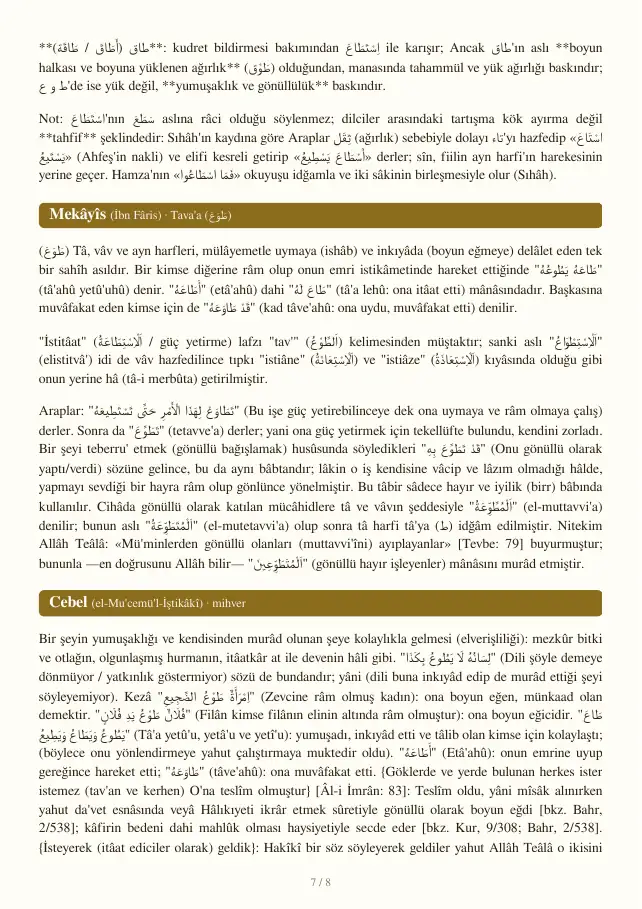 **طاق (أَطَاقَ / طَاقَة)**: kudret bildirmesi bakımından اِسْتَطَاعَ ile karışır; Ancak طاق'ın aslı **boyun
halkası ve boyuna yüklenen ağırlık** (طَوْق) olduğundan, manasında tahammül ve yük ağırlığı baskındır;
ط و ع'de ise yük değil, **yumuşaklık ve gönüllülük** baskındır.
Not: اسْتَطَاعَ'nın سَطَعَ aslına râci olduğu söylenmez; dilciler arasındaki tartışma kök ayırma değil
**tahfif** şeklindedir: Sıhâh'ın kaydına göre Araplar ثِقَل (ağırlık) sebebiyle dolayı تاء'yı hazfedip «اسْتَاعَ
يَسْتَيِعُ» (Ahfeş'in nakli) ve elifi kesreli getirip «أَسْطَاعَ يَسْطِيعُ» derler; sîn, fiilin ayn harfi'ın harekesinin
yerine geçer. Hamza'nın «فَمَا اسْطَاعُوا» okuyuşu idğamla ve iki sâkinin birleşmesiyle olur (Sıhâh).
Mekâyîs (İbn Fâris) · Tava'a (طَوَعَ)
(طَوَعَ) Tâ, vâv ve ayn harfleri, mülâyemetle uymaya (ishâb) ve inkıyâda (boyun eğmeye) delâlet eden tek
bir sahîh asıldır. Bir kimse diğerine râm olup onun emri istikâmetinde hareket ettiğinde "طَاعَهُ يَطُوعُهُ"
(tâ'ahû yetû'uhû) denir. "أَطَاعَهُ" (etâ'ahû) dahi "طَاعَ لَهُ" (tâ'a lehû: ona itâat etti) mânâsındadır. Başkasına
muvâfakat eden kimse için de "قَدْ طَاوَعَهُ" (kad tâve'ahû: ona uydu, muvâfakat etti) denilir.
"İstitâat" (اَلْاِسْتِطَاعَةُ / güç yetirme) lafzı "tav'" (اَلطَّوْعُ) kelimesinden müştaktır; sanki aslı "اَلْاِسْتِطْوَاعُ"
(elistitvâ') idi de vâv hazfedilince tıpkı "istiâne" (اَلْاِسْتِعَانَةُ) ve "istiâze" (اَلْاِسْتِعَاذَةُ) kıyâsında olduğu gibi
onun yerine hâ (tâ-i merbûta) getirilmiştir.
Araplar: "تَطَاوَعْ لِهَذَا الْأَمْرِ حَتَّى تَسْتَطِيعَهُ" (Bu işe güç yetirebilinceye dek ona uymaya ve râm olmaya çalış)
derler. Sonra da "تَطَوَّعَ" (tetavve'a) derler; yani ona güç yetirmek için tekellüfte bulundu, kendini zorladı.
Bir şeyi teberru' etmek (gönüllü bağışlamak) husûsunda söyledikleri "قَدْ تَطَوَّعَ بِهِ" (Onu gönüllü olarak
yaptı/verdi) sözüne gelince, bu da aynı bâbtandır; lâkin o iş kendisine vâcip ve lâzım olmadığı hâlde,
yapmayı sevdiği bir hayra râm olup gönlünce yönelmiştir. Bu tâbir sâdece hayır ve iyilik (birr) bâbında
kullanılır. Cihâda gönüllü olarak katılan mücâhidlere tâ ve vâvın şeddesiyle "اَلْمُطَّوِّعَةُ" (el-muttavvi'a)
denilir; bunun aslı "اَلْمُتَطَوِّعَةُ" (el-mutetavvi'a) olup sonra tâ harfi tâ'ya (ط) idğâm edilmiştir. Nitekim
Allâh Teâlâ: «Mü'minlerden gönüllü olanları (muttavvi'îni) ayıplayanlar» [Tevbe: 79] buyurmuştur;
bununla —en doğrusunu Allâh bilir— "اَلْمُتَطَوِّعِينَ" (gönüllü hayır işleyenler) mânâsını murâd etmiştir.
Cebel (el-Mu'cemü'l-İştikâkî) · mihver
Bir şeyin yumuşaklığı ve kendisinden murâd olunan şeye kolaylıkla gelmesi (elverişliliği): mezkûr bitki
ve otlağın, olgunlaşmış hurmanın, itâatkâr at ile devenin hâli gibi. "لِسَانُهُ لَا يَطُوعُ بِكَذَا" (Dili şöyle demeye
dönmüyor / yatkınlık göstermiyor) sözü de bundandır; yâni (dili buna inkıyâd edip de murâd ettiği şeyi
söyleyemiyor). Kezâ "اِمْرَأَةٌ طَوْعُ الضَّجِيعِ" (Zevcine râm olmuş kadın): ona boyun eğen, münkaad olan
demektir. "فُلَانٌ طَوْعُ يَدِ فُلَانٍ" (Filân kimse filânın elinin altında râm olmuştur): ona boyun eğicidir. "طَاعَ
يَطُوعُ وَيَطَاعُ وَيَطِيعُ" (Tâ'a yetû'u, yetâ'u ve yetî'u): yumuşadı, inkıyâd etti ve tâlib olan kimse için kolaylaştı;
(böylece onu yönlendirmeye yahut çalıştırmaya muktedir oldu). "أَطَاعَهُ" (Etâ'ahû): onun emrine uyup
gereğince hareket etti; "طَاوَعَهُ" (tâve'ahû): ona muvâfakat etti. {Göklerde ve yerde bulunan herkes ister
istemez (tav'an ve kerhen) O'na teslîm olmuştur} [Âl-i İmrân: 83]: Teslîm oldu, yâni mîsâk alınırken
yahut da'vet esnâsında veyâ Hâlıkıyeti ikrâr etmek sûretiyle gönüllü olarak boyun eğdi [bkz. Bahr,
2/538]; kâfirin bedeni dahi mahlûk olması haysiyetiyle secde eder [bkz. Kur, 9/308; Bahr, 2/538].
{İsteyerek (itâat ediciler olarak) geldik}: Hakîkî bir söz söyleyerek geldiler yahut Allâh Teâlâ o ikisini
7 / 8